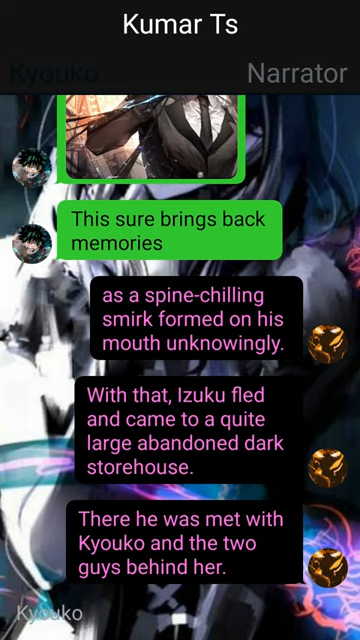 Kumar Ts
Kyouko
Narrator
This sure brings back
memories
as a spine-chilling
smirk formed on his
mouth unknowingly.
With that, Izuku fled
and came to a quite
large abandoned dark
storehouse.
There he was met with
Kyouko and the two
guys behind her.
Kyouko